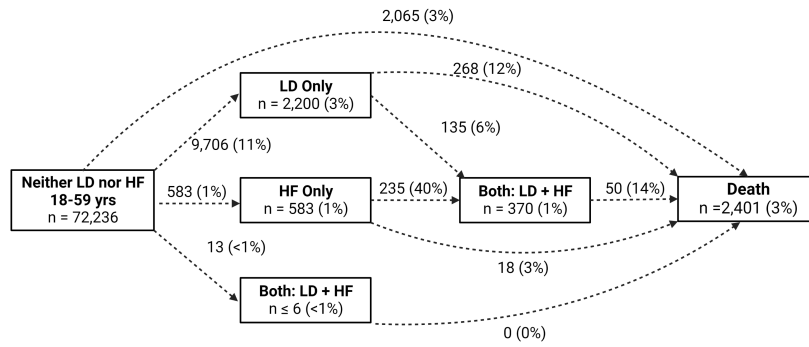 2,065 (3%)
LD Only
n = 2,200 (3%)
268 (12%)
9,706 (11%)
135 (6%)
Neither LD nor HF
18-59 yrs
n = 72,236
583 (1%)
HF Only
n = 583 (1%)
235 (40%)
Both: LD + HF
n = 370 (1%)
50 (14%)
Death
n =2,401 (3%)
13 (<1%)
18 (3%)
Both: LD + HF
n ≤ 6 (<1%)
0 (0%)